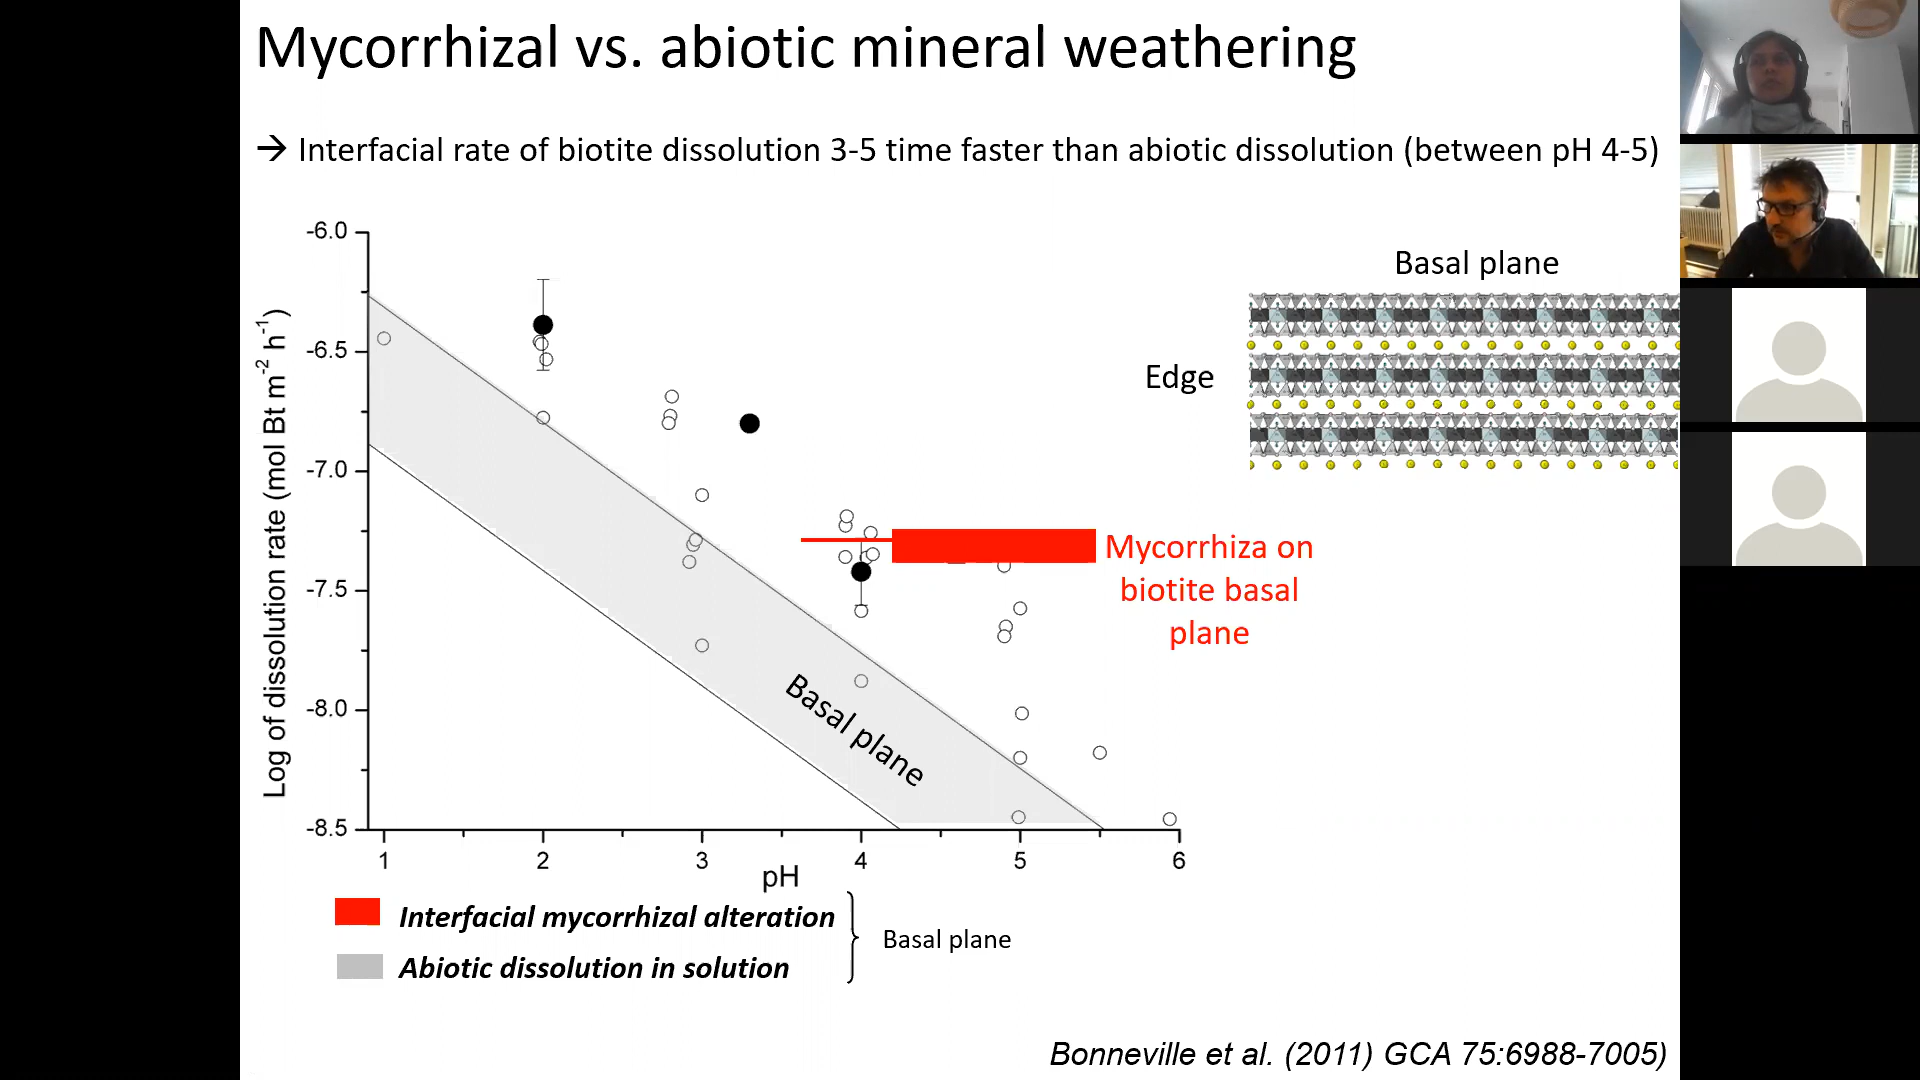 Mycorrhizal vs. abiotic mineral weathering
→ Interfacial rate of biotite dissolution 3-5 time faster than abiotic dissolution (between pH 4-5)
Log of dissolution rate (mol Bt m⁻² h⁻¹)
-6.0
-6.5
-7.0
-7.5
-8.0
-8.5
1 2 3 4 5 6
pH
Basal plane
Basal plane
Edge
Mycorrhiza on
biotite basal
plane
Interfacial mycorrhizal alteration
Abiotic dissolution in solution
Basal plane
Bonneville et al. (2011) GCA 75:6988-7005)